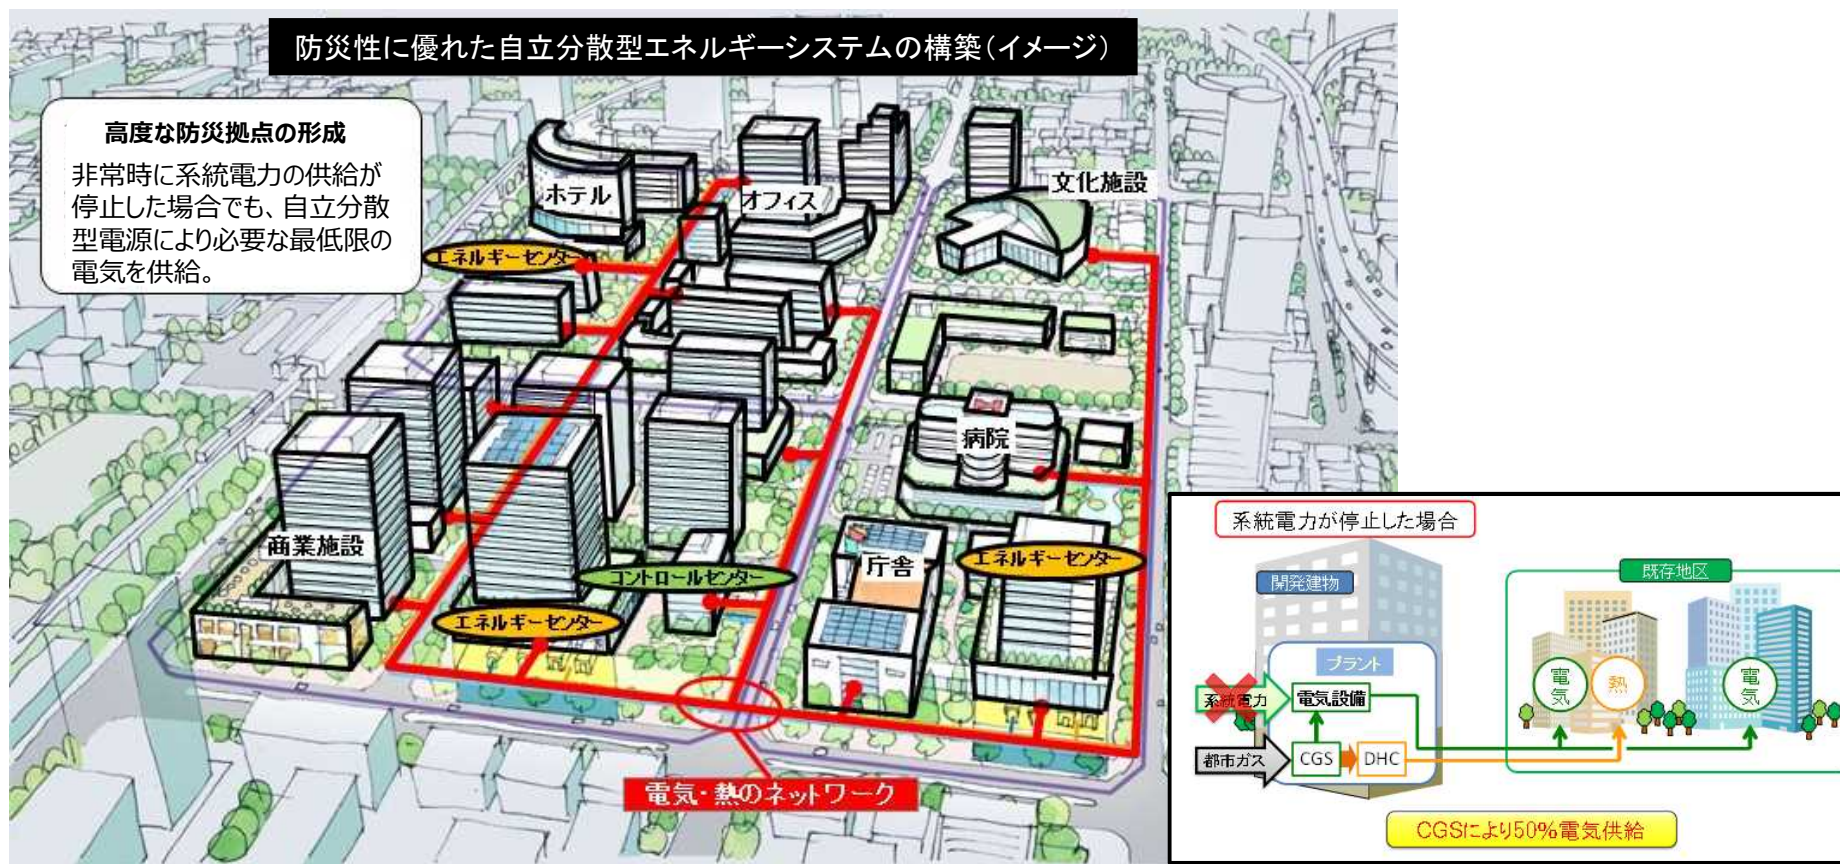 防災性に優れた自立分散型エネルギーシステムの構築(イメージ)
高度な防災拠点の形成
非常時に系統電力の供給が
停止した場合でも、自立分散
型電源により必要な最低限の
電気を供給。
ホテル
オフィス
文化施設
エネルギーセンター
病院
商業施設
コントロールセンター
庁舎
エネルギーセンター
エネルギーセンター
電気・熱のネットワーク
系統電力が停止した場合
開発建物
既存地区
プラント
電気
熱
電気
系統電力
電気設備
都市ガス
CGS
DHC
CGSにより50%電気供給